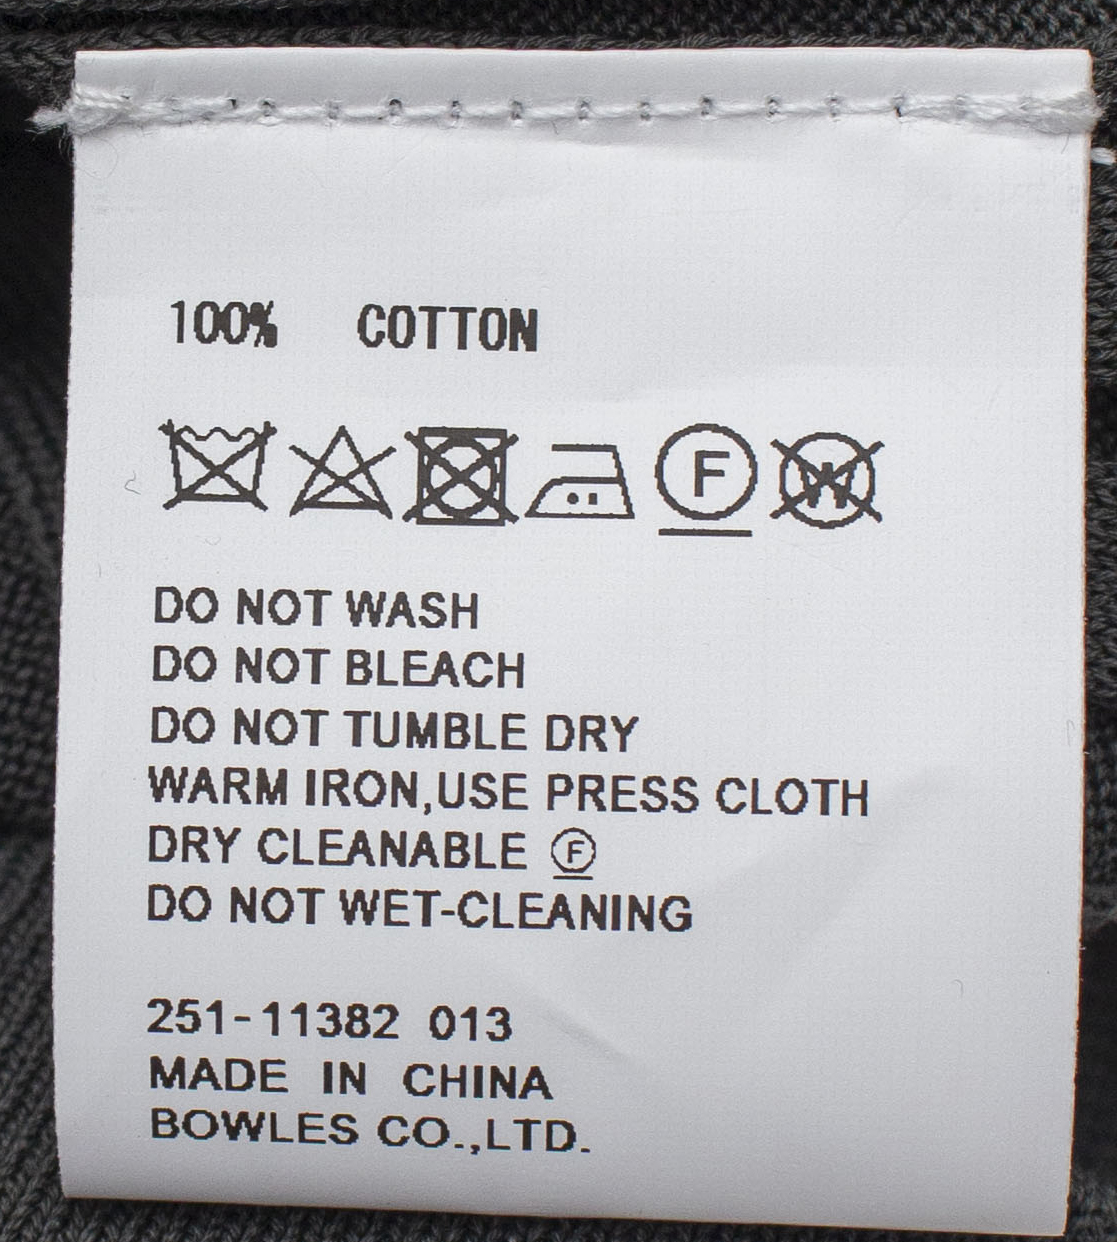 100% COTTON
F W
DO NOT WASH
DO NOT BLEACH
DO NOT TUMBLE DRY
WARM IRON,USE PRESS CLOTH
DRY CLEANABLE Ⓕ
DO NOT WET-CLEANING
251-11382 013
MADE IN CHINA
BOWLES CO.,LTD.